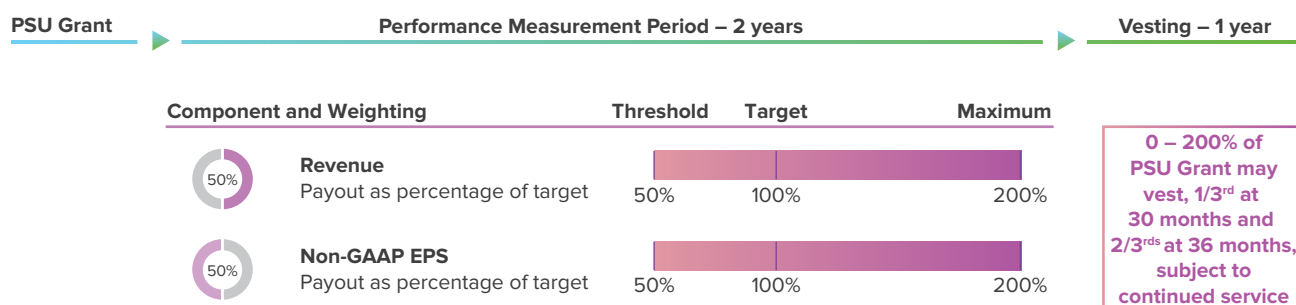 PSU Grant
Performance Measurement Period – 2 years
Vesting – 1 year
Component and Weighting
Threshold
Target
Maximum
50%
Revenue
Payout as percentage of target
50%
100%
200%
50%
Non-GAAP EPS
Payout as percentage of target
50%
100%
200%
0 – 200% of
PSU Grant may
vest, 1/3rd at
30 months and
2/3rds at 36 months,
subject to
continued service